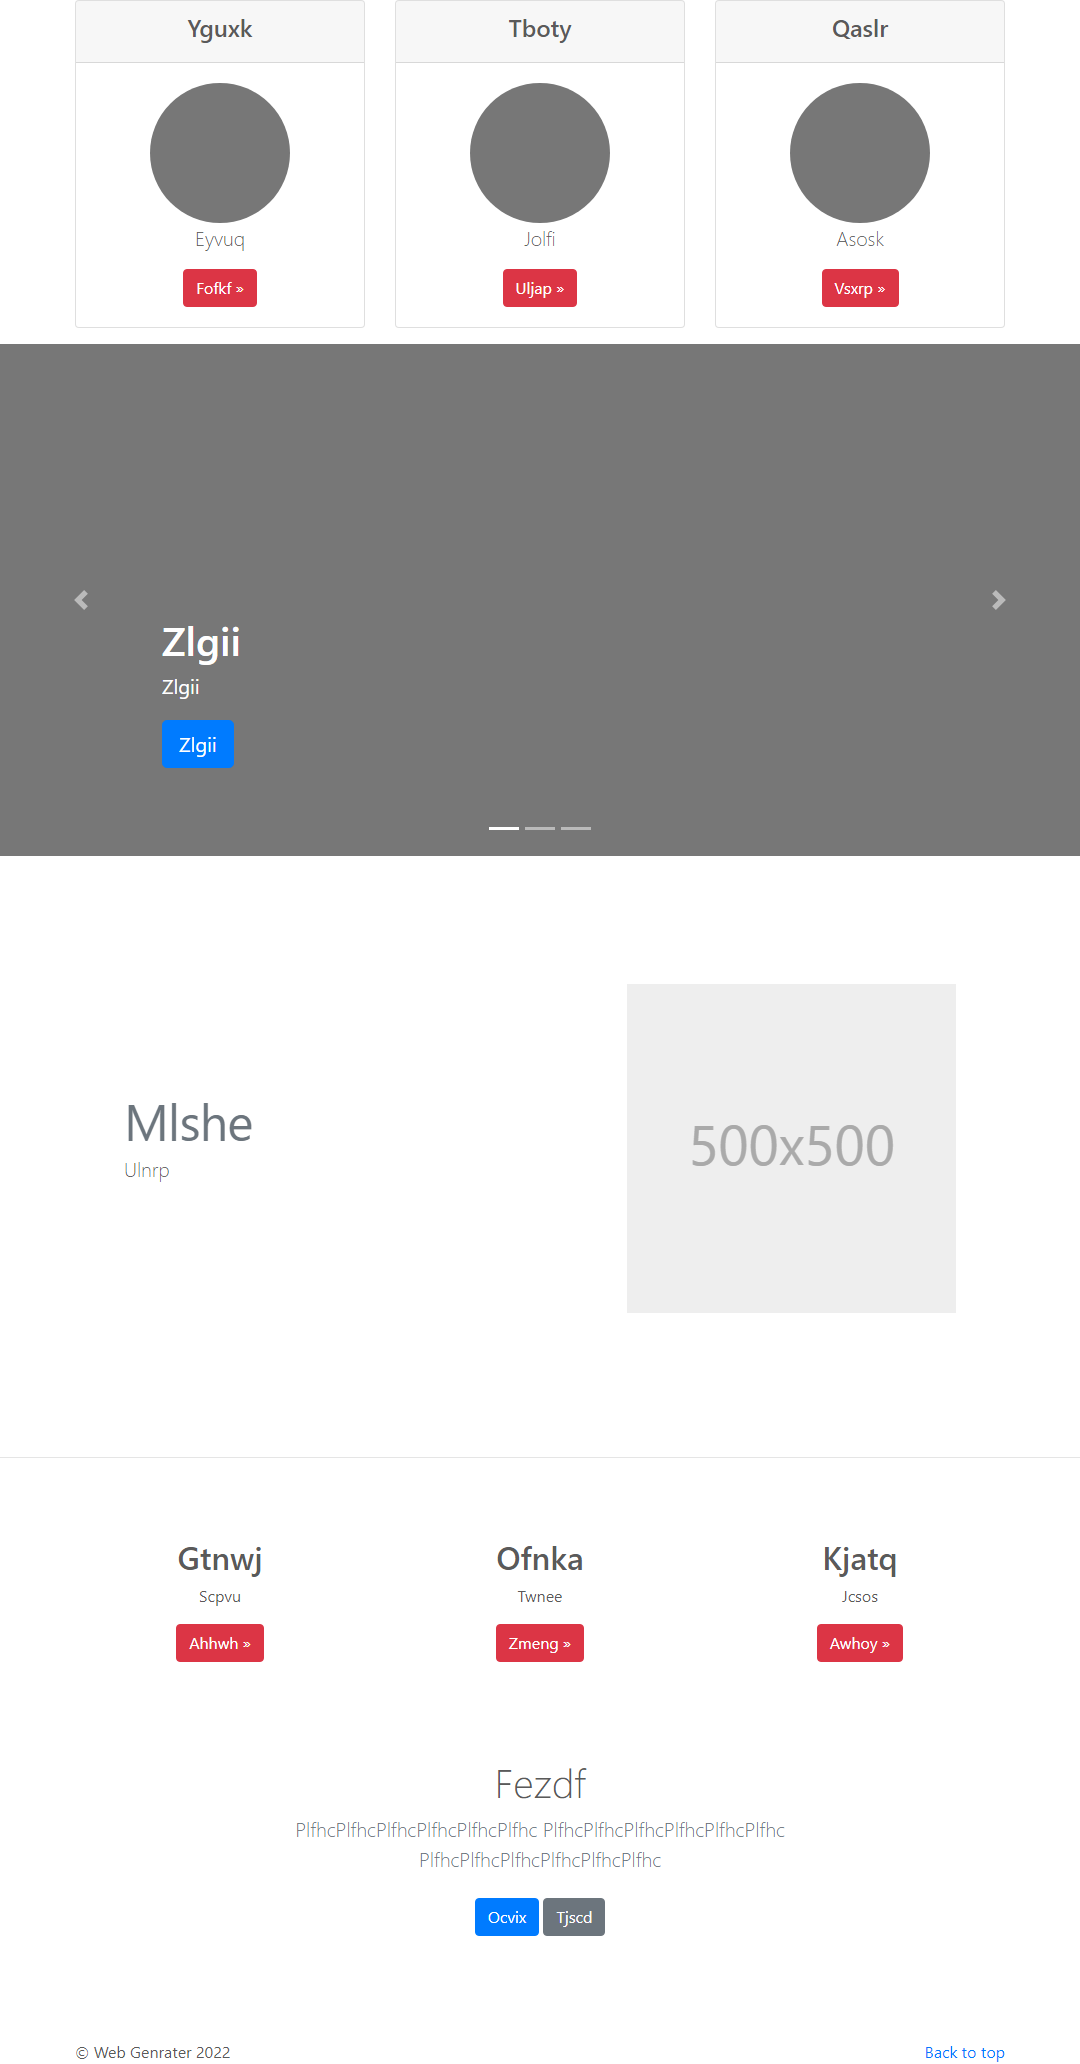 Yguxk
Tboty
Qaslr
Eyvuq
Jolfi
Asosk
Fofkf »
Uljap »
Vsxrp »
Zlgii
Zlgii
Zlgii
Mlshe
Ulnrp
500x500
Gtnwj
Ofnka
Kjatq
Scpvu
Twnee
Jcsos
Ahhwh »
Zmeng »
Awhoy »
Fezdf
PlfhcPlfhcPlfhcPlfhcPlfhcPlfhc PlfhcPlfhcPlfhcPlfhcPlfhcPlfhc
PlfhcPlfhcPlfhcPlfhcPlfhcPlfhc
Ocvix Tjscd
© Web Genrater 2022
Back to top